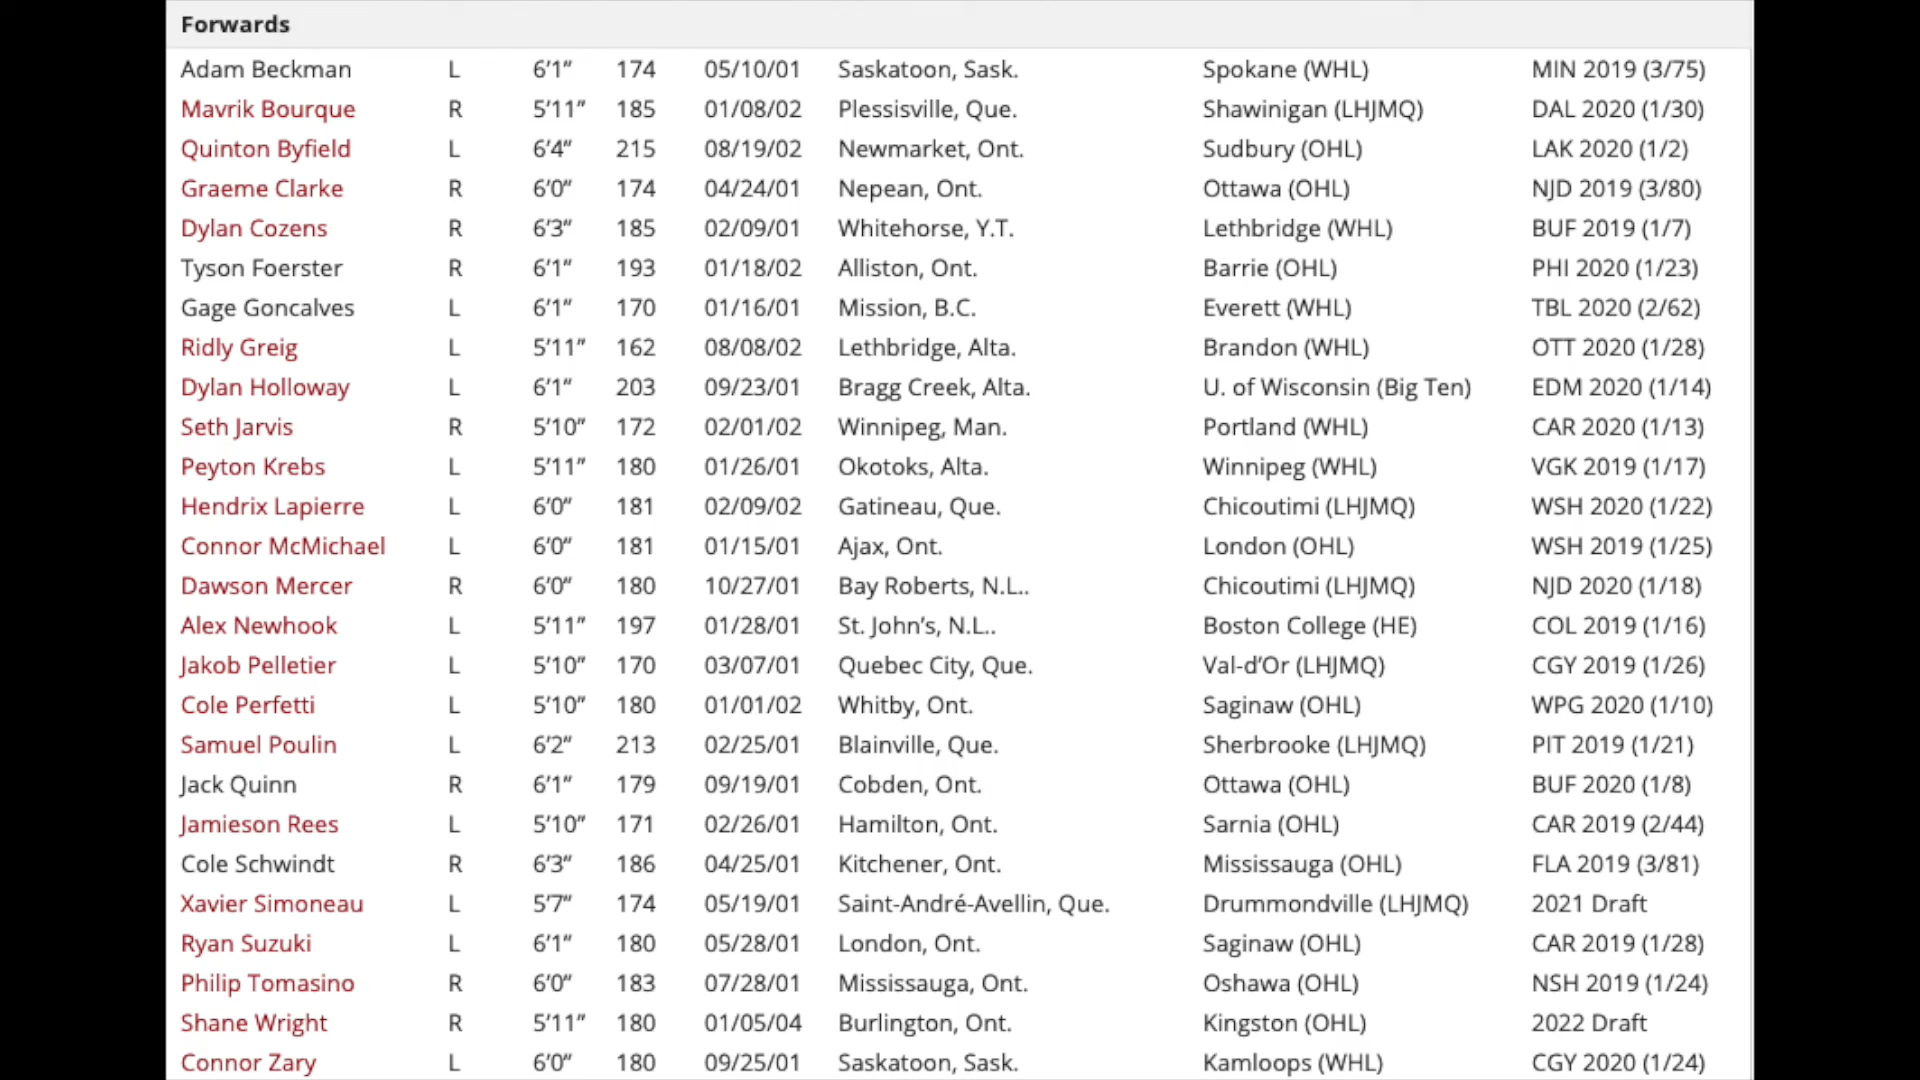 Forwards
Adam Beckman L 6’1” 174 05/10/01 Saskatoon, Sask. Spokane (WHL) MIN 2019 (3/75)
Mavrik Bourque R 5’11” 185 01/08/02 Plessisville, Que. Shawinigan (LHJMQ) DAL 2020 (1/30)
Quinton Byfield L 6’4” 215 08/19/02 Newmarket, Ont. Sudbury (OHL) LAK 2020 (1/2)
Graeme Clarke R 6’0” 174 04/24/01 Nepean, Ont. Ottawa (OHL) NJD 2019 (3/80)
Dylan Cozens R 6’3” 185 02/09/01 Whitehorse, Y.T. Lethbridge (WHL) BUF 2019 (1/7)
Tyson Foerster R 6’1” 193 01/18/02 Alliston, Ont. Barrie (OHL) PHI 2020 (1/23)
Gage Goncalves L 6’1” 170 01/16/01 Mission, B.C. Everett (WHL) TBL 2020 (2/62)
Ridly Greig L 5’11” 162 08/08/02 Lethbridge, Alta. Brandon (WHL) OTT 2020 (1/28)
Dylan Holloway L 6’1” 203 09/23/01 Bragg Creek, Alta. U. of Wisconsin (Big Ten) EDM 2020 (1/14)
Seth Jarvis R 5’10” 172 02/01/02 Winnipeg, Man. Portland (WHL) CAR 2020 (1/13)
Peyton Krebs L 5’11” 180 01/26/01 Okotoks, Alta. Winnipeg (WHL) VGK 2019 (1/17)
Hendrix Lapierre L 6’0” 181 02/09/02 Gatineau, Que. Chicoutimi (LHJMQ) WSH 2020 (1/22)
Connor McMichael L 6’0” 181 01/15/01 Ajax, Ont. London (OHL) WSH 2019 (1/25)
Dawson Mercer R 6’0” 180 10/27/01 Bay Roberts, N.L.. Chicoutimi (LHJMQ) NJD 2020 (1/18)
Alex Newhook L 5’11” 197 01/28/01 St. John’s, N.L.. Boston College (HE) COL 2019 (1/16)
Jakob Pelletier L 5’10” 170 03/07/01 Quebec City, Que. Val-d’Or (LHJMQ) CGY 2019 (1/26)
Cole Perfetti L 5’10” 180 01/01/02 Whitby, Ont. Saginaw (OHL) WPG 2020 (1/10)
Samuel Poulin L 6’2” 213 02/25/01 Blainville, Que. Sherbrooke (LHJMQ) PIT 2019 (1/21)
Jack Quinn R 6’1” 179 09/19/01 Cobden, Ont. Ottawa (OHL) BUF 2020 (1/8)
Jamieson Rees L 5’10” 171 02/26/01 Hamilton, Ont. Sarnia (OHL) CAR 2019 (2/44)
Cole Schwindt R 6’3” 186 04/25/01 Kitchener, Ont. Mississauga (OHL) FLA 2019 (3/81)
Xavier Simoneau L 5’7” 174 05/19/01 Saint-André-Avellin, Que. Drummondville (LHJMQ) 2021 Draft
Ryan Suzuki L 6’1” 180 05/28/01 London, Ont. Saginaw (OHL) CAR 2019 (1/28)
Philip Tomasino R 6’0” 183 07/28/01 Mississauga, Ont. Oshawa (OHL) NSH 2019 (1/24)
Shane Wright R 5’11” 180 01/05/04 Burlington, Ont. Kingston (OHL) 2022 Draft
Connor Zary L 6’0” 180 09/25/01 Saskatoon, Sask. Kamloops (WHL) CGY 2020 (1/24)